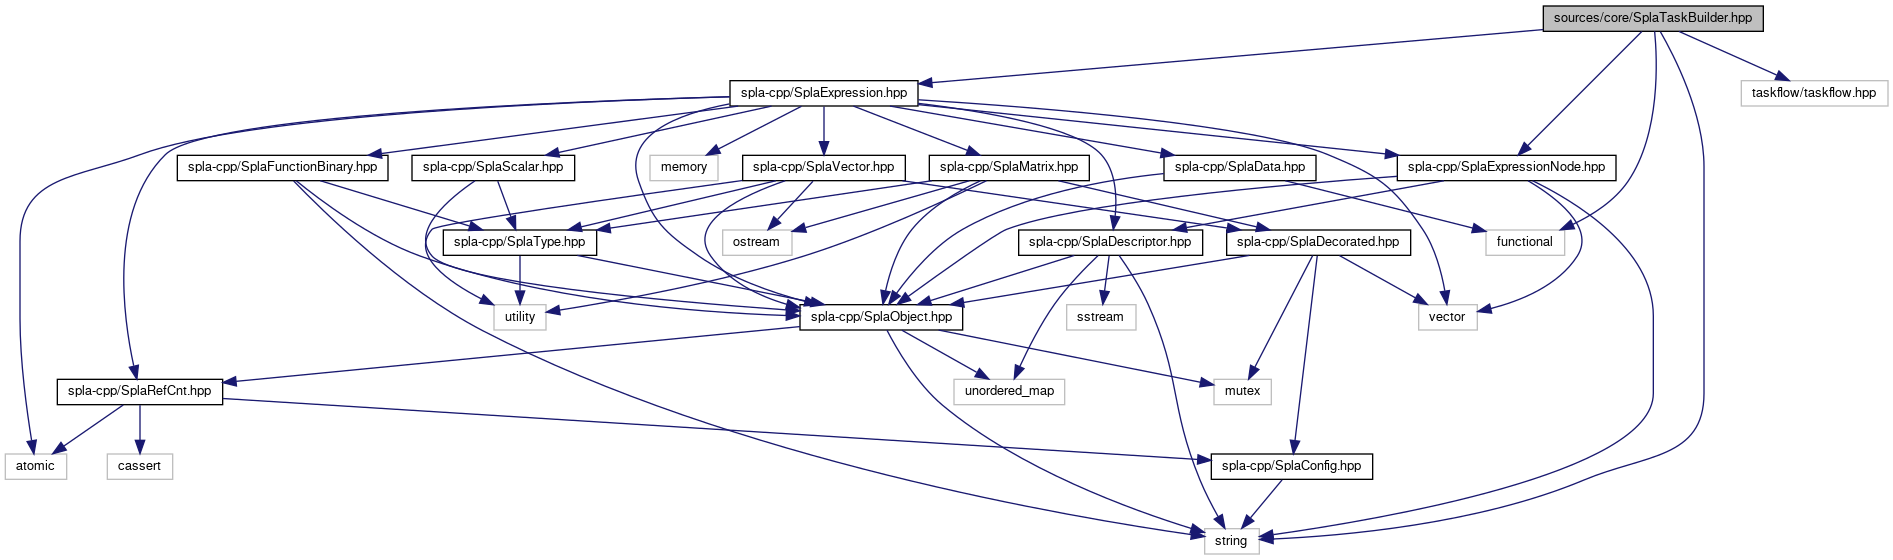 sources/core/SplaTaskBuilder.hpp
spla-cpp/SplaExpression.hpp
taskflow/taskflow.hpp
spla-cpp/SplaFunctionBinary.hpp
spla-cpp/SplaScalar.hpp
memory
spla-cpp/SplaVector.hpp
spla-cpp/SplaMatrix.hpp
spla-cpp/SplaData.hpp
spla-cpp/SplaExpressionNode.hpp
spla-cpp/SplaType.hpp
ostream
spla-cpp/SplaDescriptor.hpp
spla-cpp/SplaDecorated.hpp
functional
utility
spla-cpp/SplaObject.hpp
sstream
vector
spla-cpp/SplaRefCnt.hpp
unordered_map
mutex
atomic
cassert
spla-cpp/SplaConfig.hpp
string